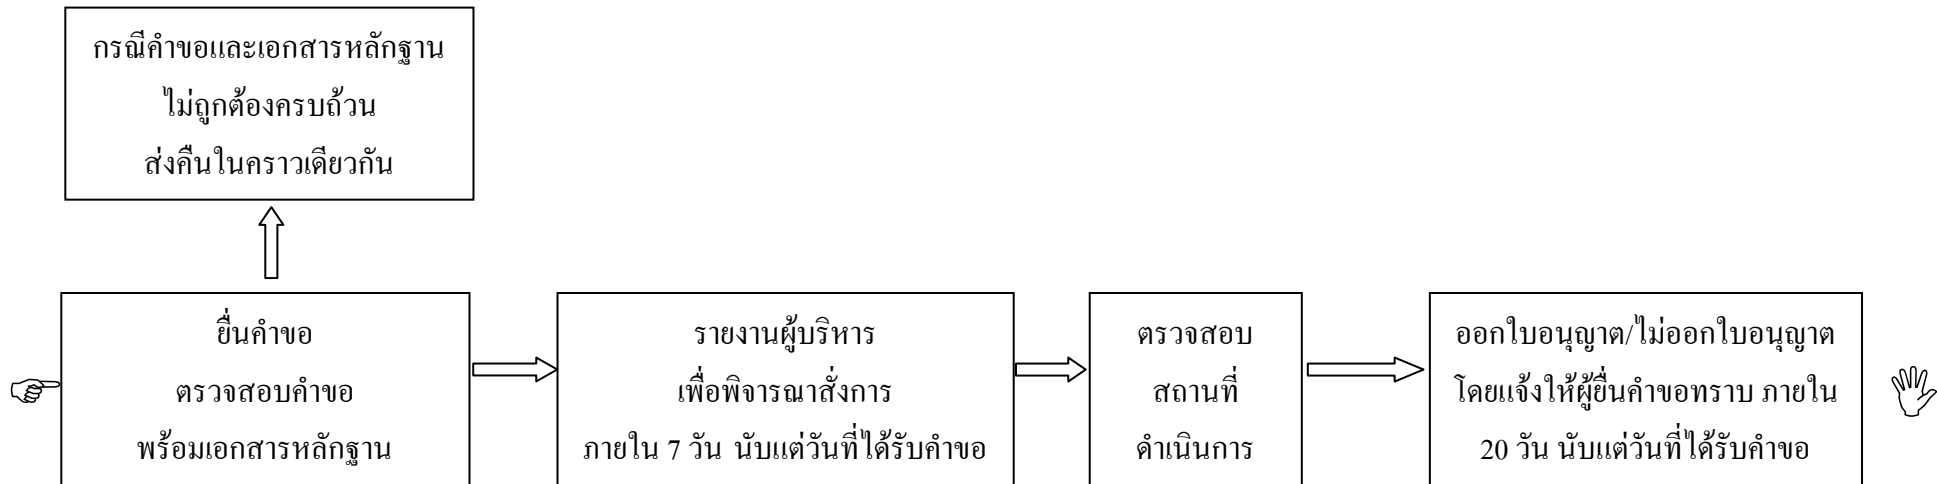 กรณีคำขอและเอกสารหลักฐาน
ไม่ถูกต้องครบถ้วน
ส่งคืนในคราวเดียวกัน
ยื่นคำขอ
ตรวจสอบคำขอ
พร้อมเอกสารหลักฐาน
รายงานผู้บริหาร
เพื่อพิจารณาสั่งการ
ภายใน 7 วัน นับแต่วันที่ได้รับคำขอ
ตรวจสอบ
สถานที่
ดำเนินการ
ออกใบอนุญาต/ไม่ออกใบอนุญาต
โดยแจ้งให้ผู้ยื่นคำขอทราบ ภายใน
20 วัน นับแต่วันที่ได้รับคำขอ